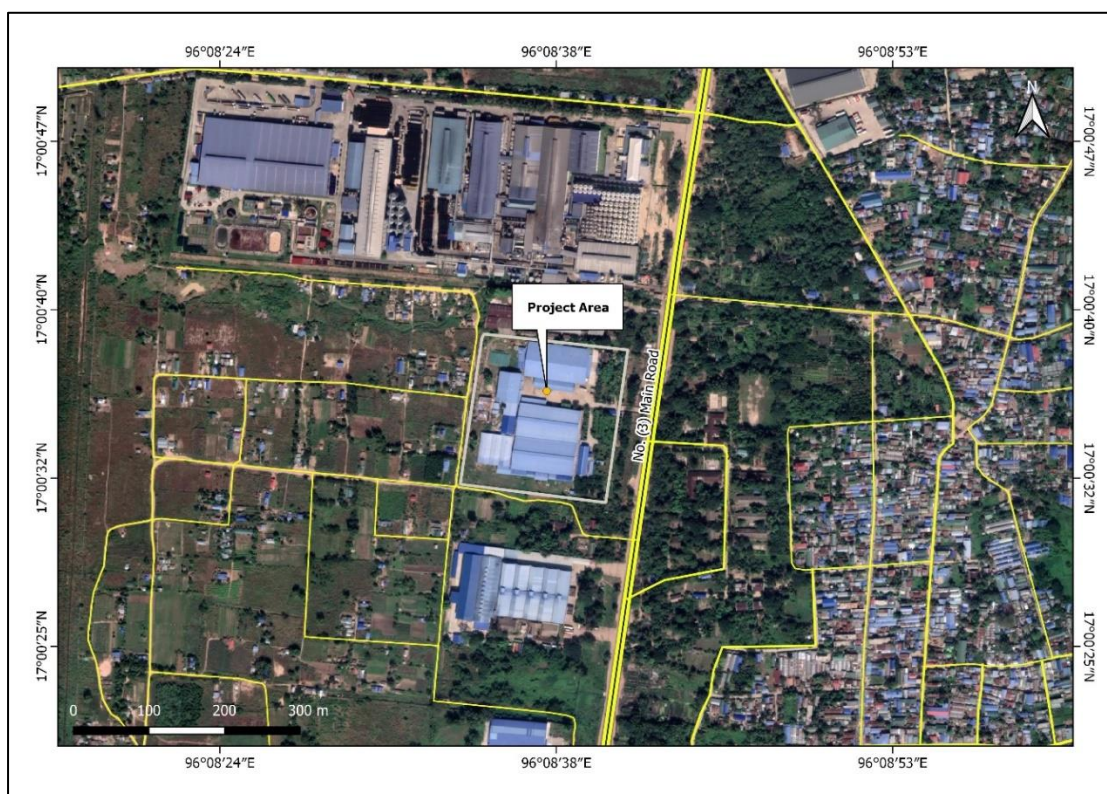 96°08'24"E 96°08'38"E 96°08'53"E
N
17°00'47"N 17°00'47"N
17°00'40"N 17°00'40"N
Project Area
No. (3) Main Road
17°00'32"N 17°00'32"N
17°00'25"N 17°00'25"N
0 100 200 300 m
96°08'24"E 96°08'38"E 96°08'53"E